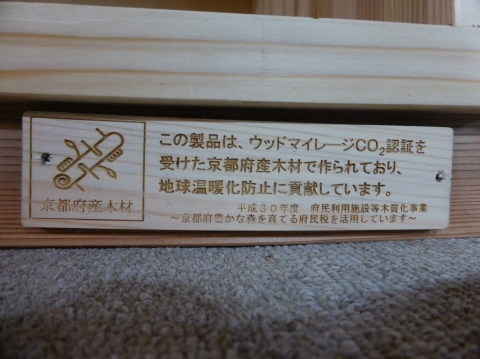 この製品は、ウッドマイレージCO₂認証を
受けた京都府産木材で作られており、
地球温暖化防止に貢献しています。
平成30年度 府民利用施設等木質化事業
～京都府豊かな森を育てる府民税を活用しています～
京都府産木材